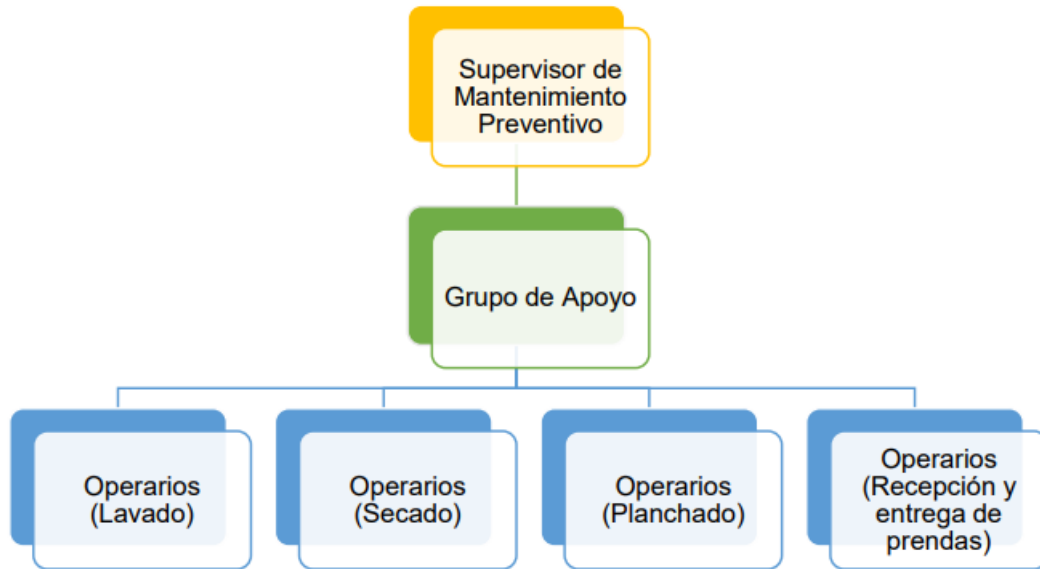 Supervisor de
Mantenimiento
Preventivo
Grupo de Apoyo
Operarios
(Lavado)
Operarios
(Secado)
Operarios
(Planchado)
Operarios
(Recepción y
entrega de
prendas)